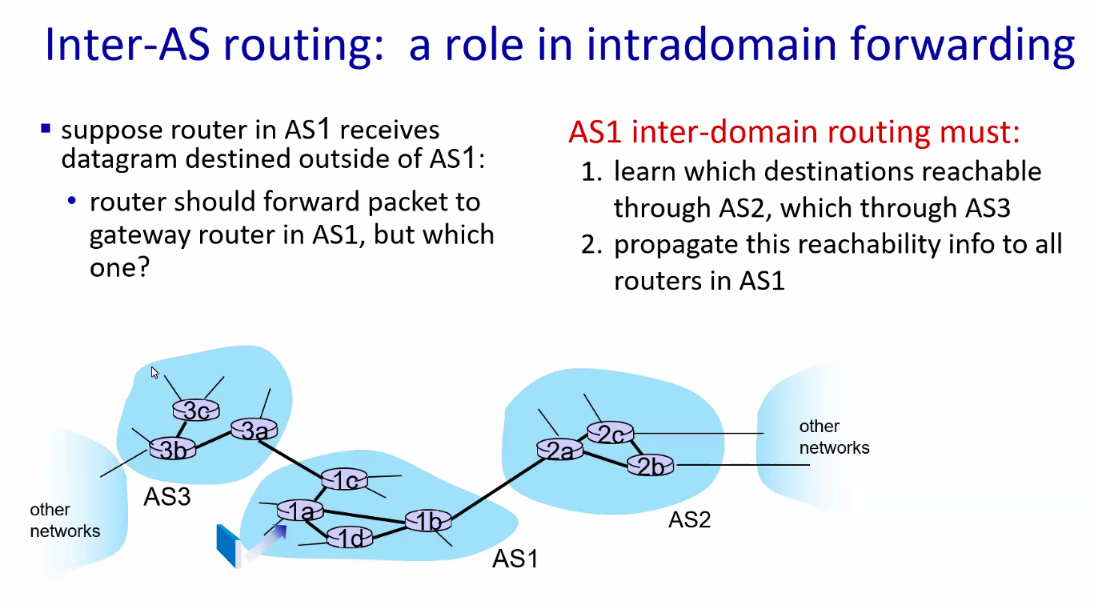 Inter-AS routing: a role in intradomain forwarding
suppose router in AS1 receives
datagram destined outside of AS1:
router should forward packet to
gateway router in AS1, but which
one?
AS1 inter-domain routing must:
1. learn which destinations reachable
through AS2, which through AS3
2. propagate this reachability info to all
routers in AS1
3c
3a
3b
AS3
other
networks
1c
1a
1b
1d
AS1
2c
2a
2b
AS2
other
networks